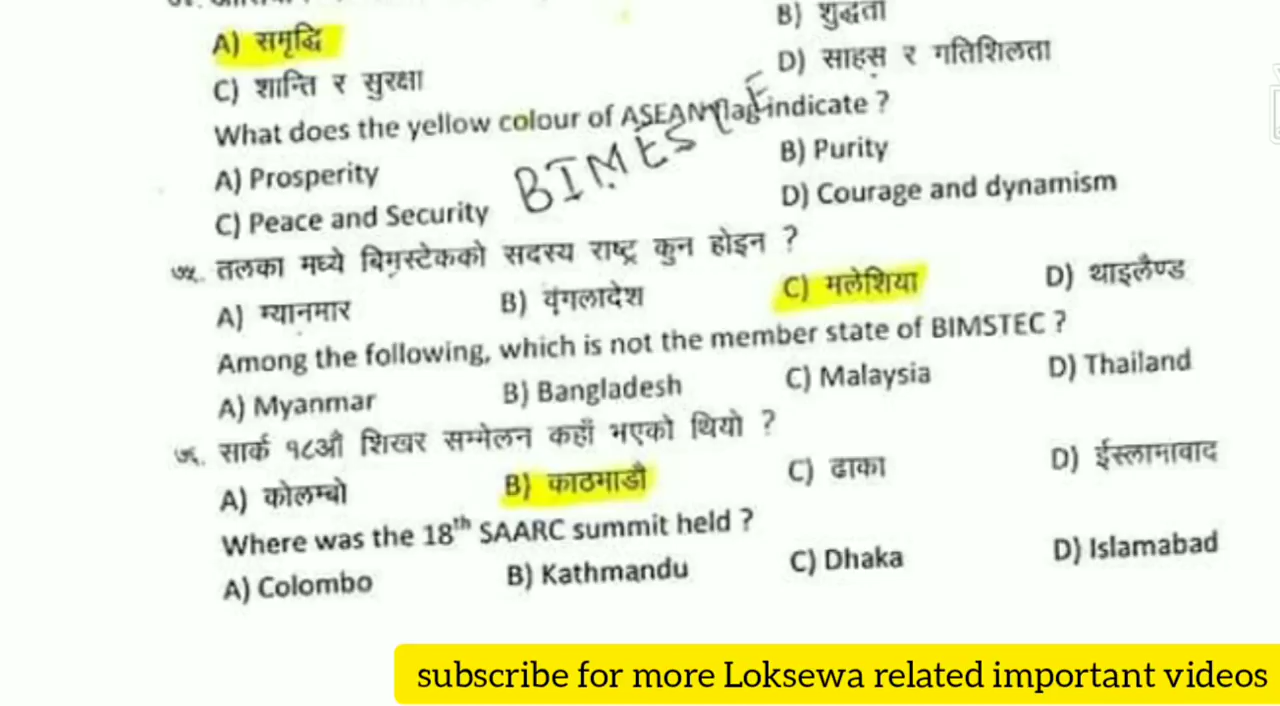 B) शुद्धता
A) समृद्धि
D) साहस र गतिशिलता
C) शान्ति र सुरक्षा
What does the yellow colour of ASEAN flag indicate ?
A) Prosperity
B) Purity
C) Peace and Security
D) Courage and dynamism
७५. तलका मध्ये बिमस्टेकको सदस्य राष्ट्र कुन होइन ?
A) म्यानमार B) वंगलादेश C) मलेशिया D) थाइलैण्ड
Among the following, which is not the member state of BIMSTEC ?
A) Myanmar B) Bangladesh C) Malaysia D) Thailand
७६. सार्क १८औ शिखर सम्मेलन कहाँ भएको थियो ?
A) कोलम्बो B) काठमाडौ C) ढाका D) ईस्लामावाद
Where was the 18th SAARC summit held ?
A) Colombo B) Kathmandu C) Dhaka D) Islamabad
subscribe for more Loksewa related important videos